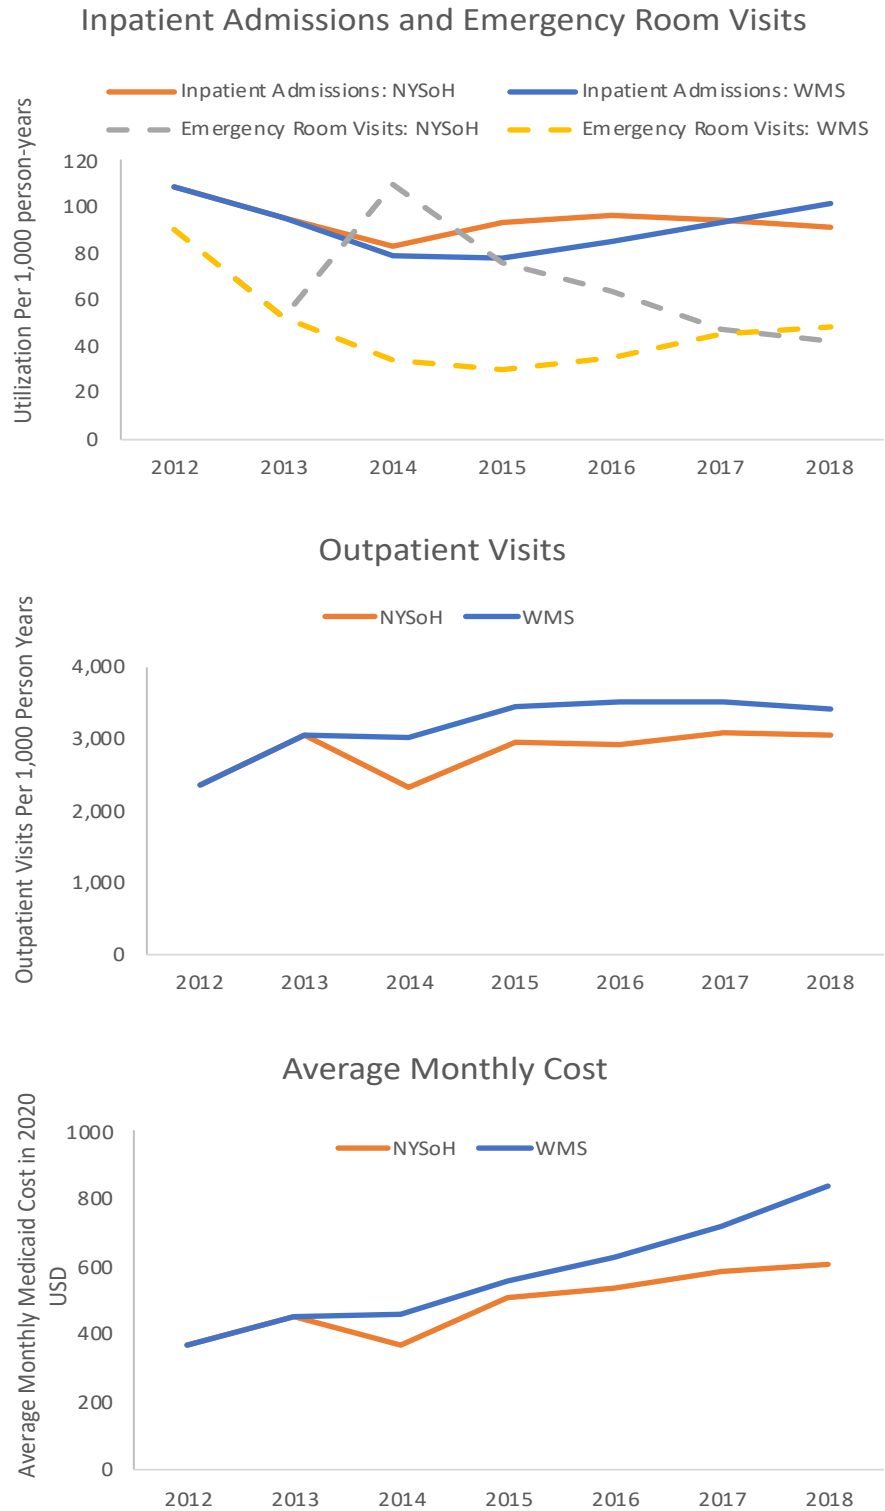 Inpatient Admissions and Emergency Room Visits
Inpatient Admissions: NYSoH
Inpatient Admissions: WMS
Emergency Room Visits: NYSoH
Emergency Room Visits: WMS
Utilization Per 1,000 person-years
120
100
80
60
40
20
0
2012 2013 2014 2015 2016 2017 2018
Outpatient Visits
NYSoH WMS
Outpatient Visits Per 1,000 Person Years
4,000
3,000
2,000
1,000
0
2012 2013 2014 2015 2016 2017 2018
Average Monthly Cost
NYSoH WMS
Average Monthly Medicaid Cost in 2020
USD
1000
800
600
400
200
0
2012 2013 2014 2015 2016 2017 2018